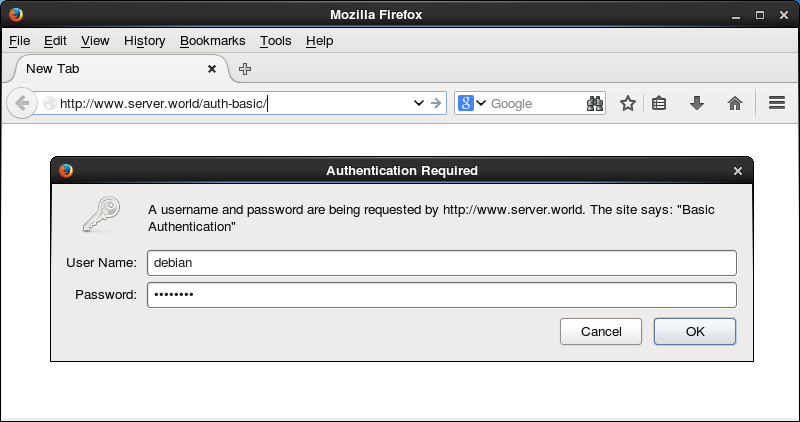 Mozilla Firefox
File Edit View History Bookmarks Tools Help
New Tab
http://www.server.world/auth-basic/ Google
Authentication Required
A username and password are being requested by http://www.server.world. The site says: "Basic
Authentication"
User Name: debian
Password: ••••••••
Cancel OK